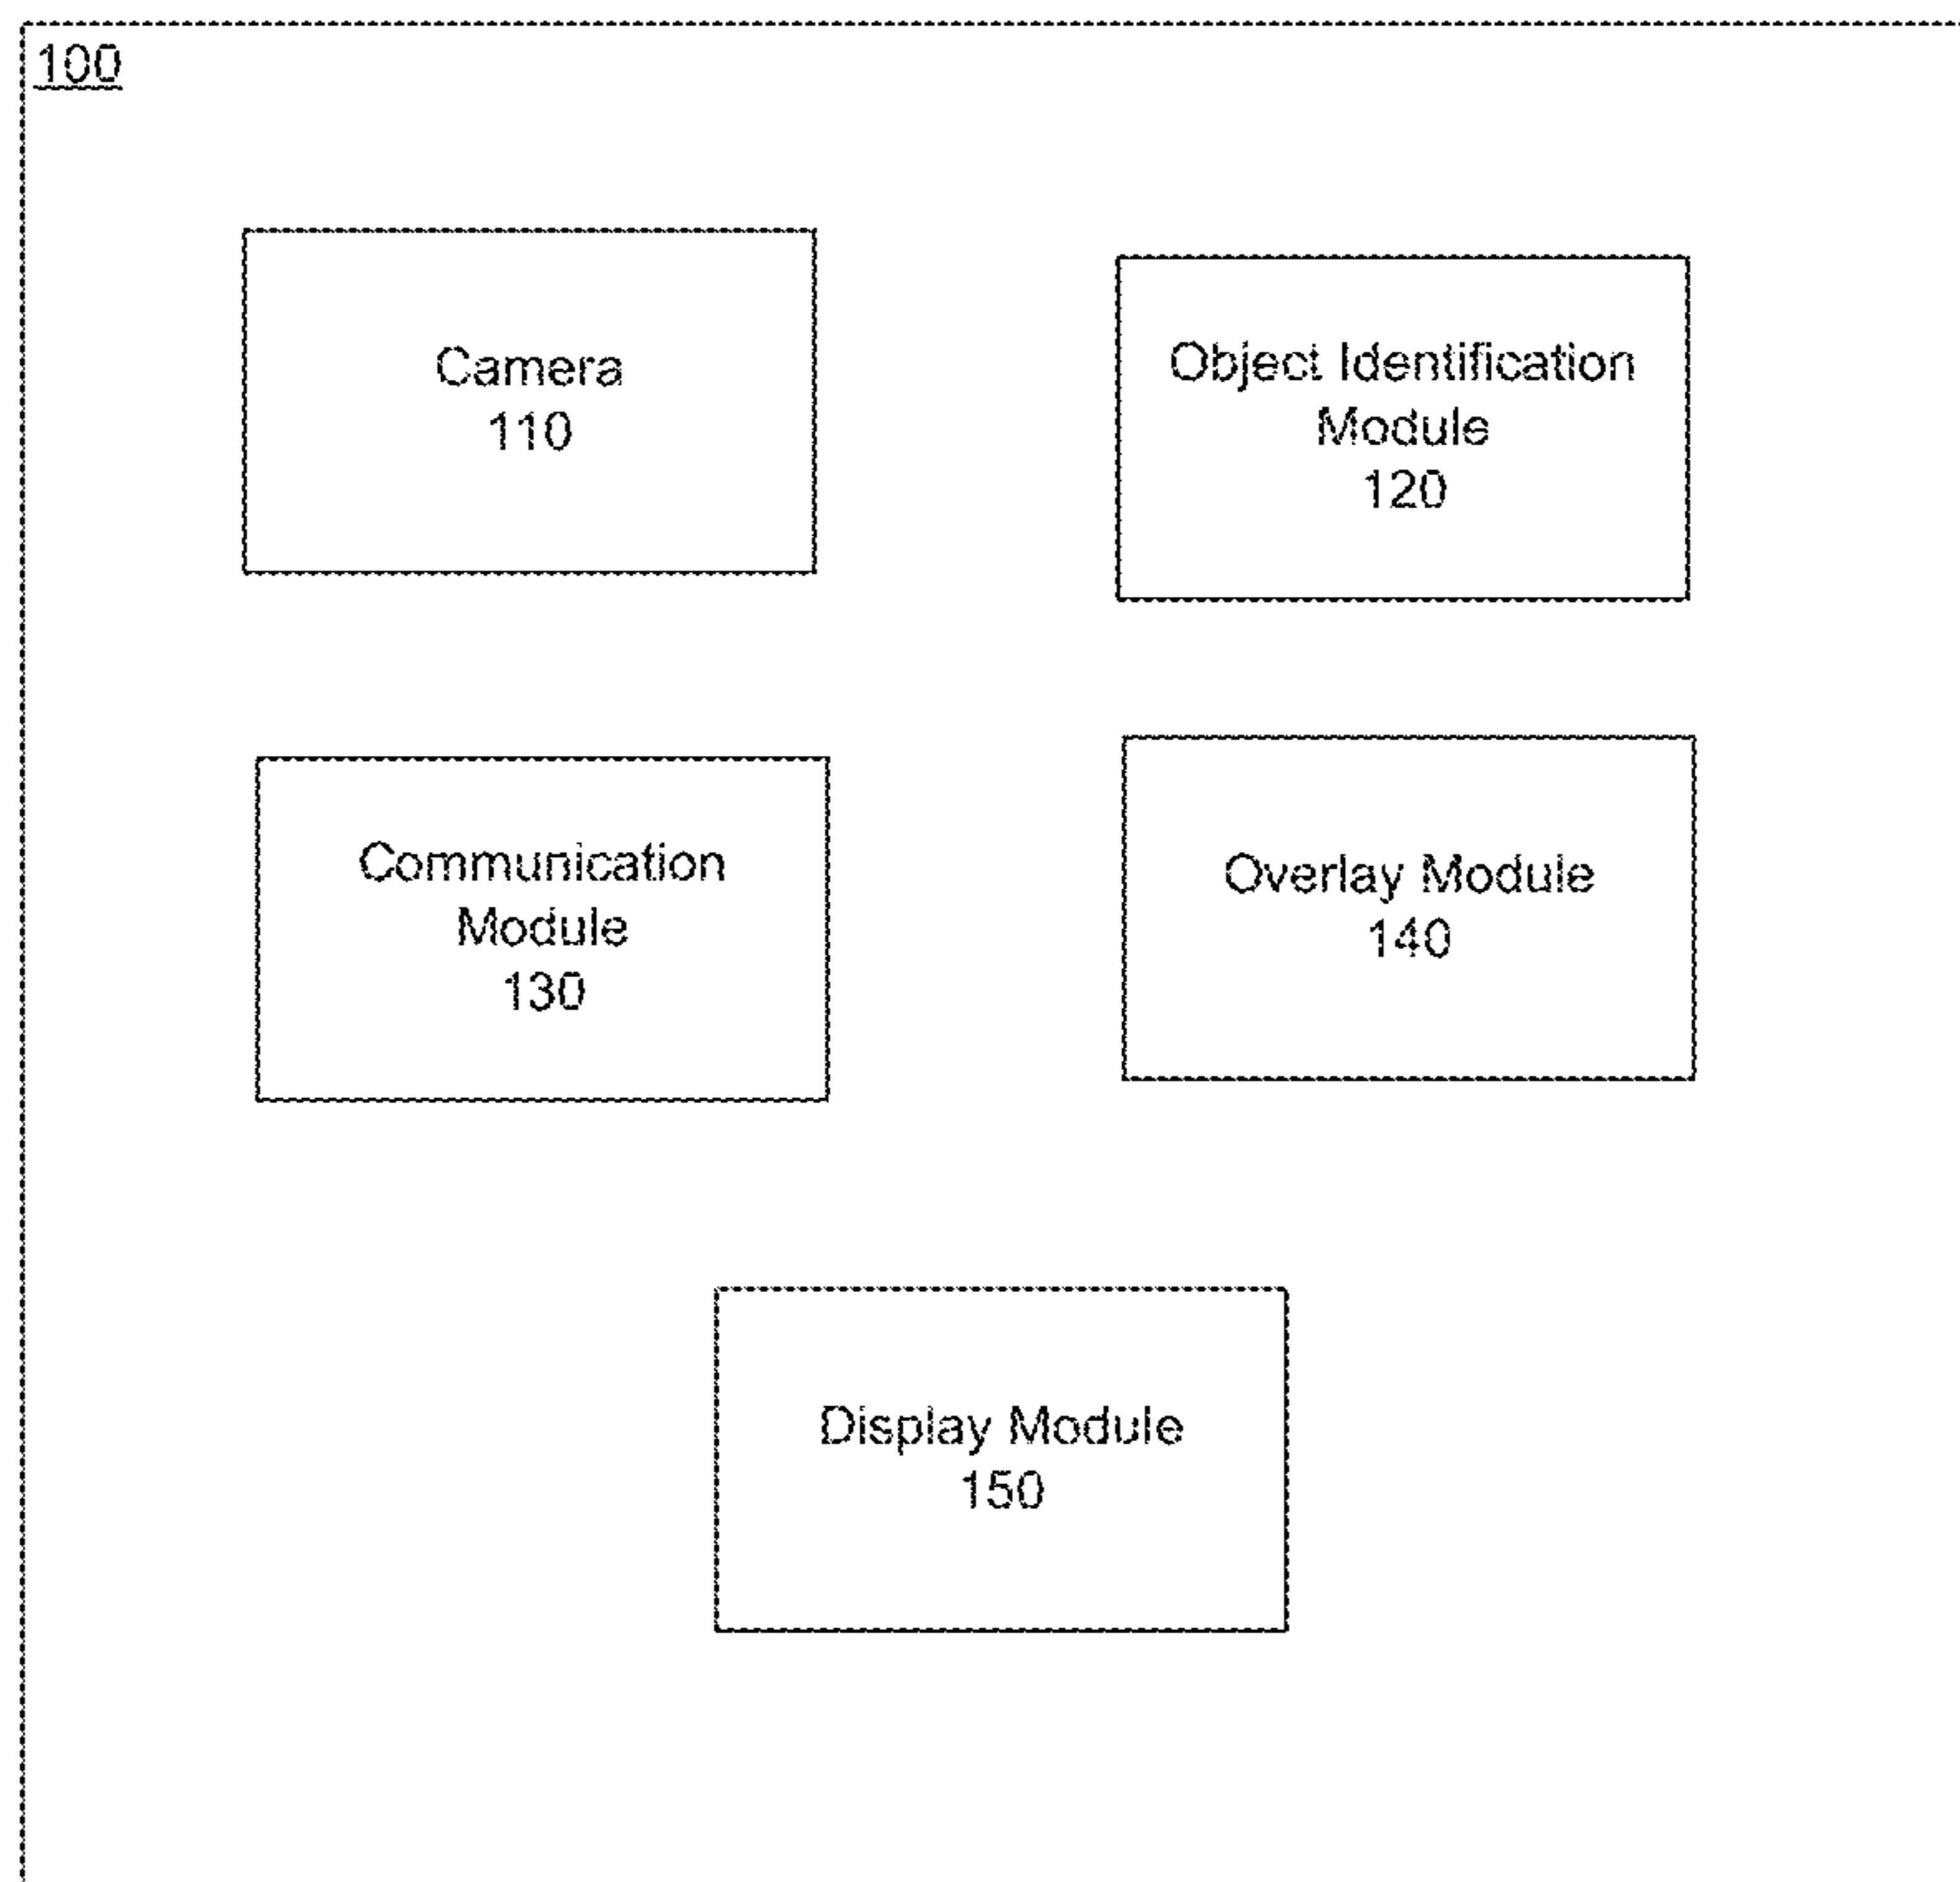 100
Camera
110
Object Identification
Module
120
Communication
Module
130
Overlay Module
140
Display Module
150